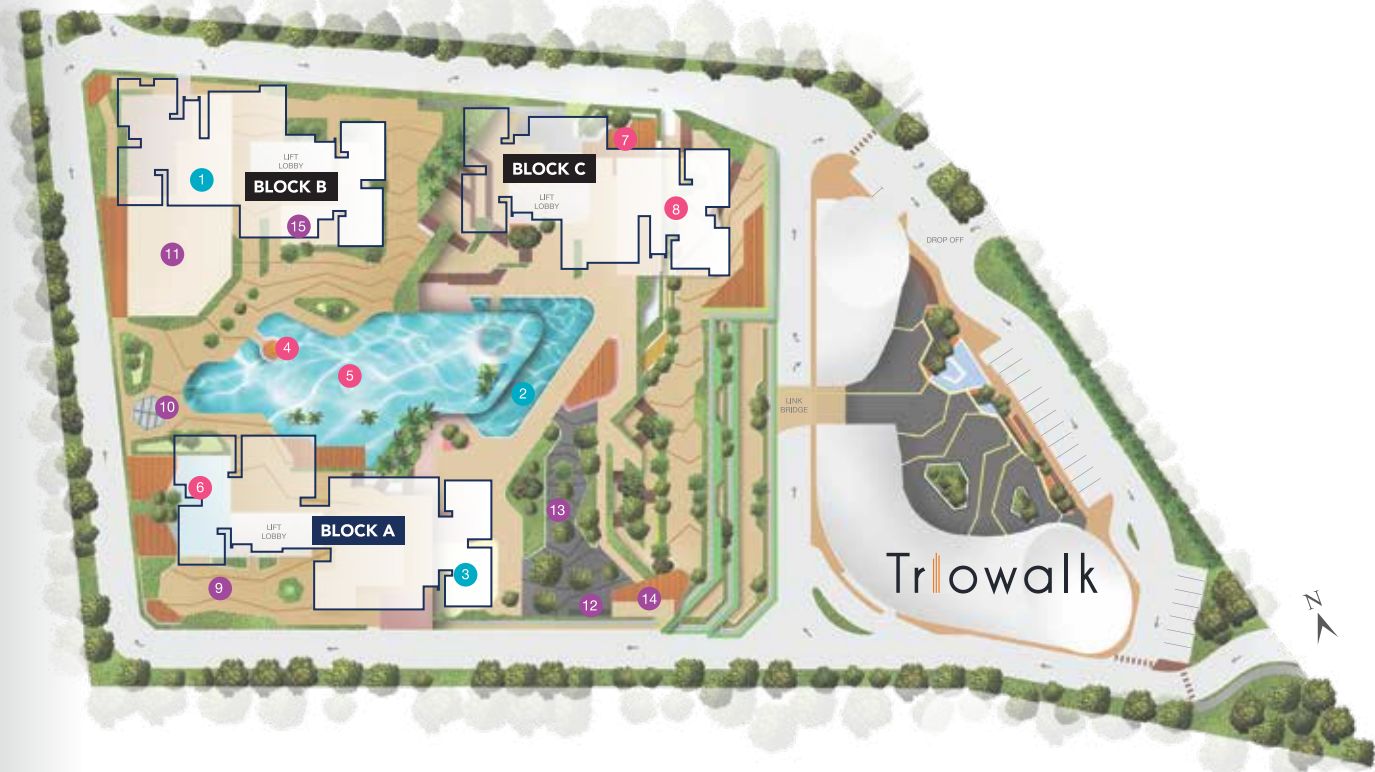 LIFT
LOBBY
BLOCK B
1
15
11
7
BLOCK C
LIFT
LOBBY
8
DROP OFF
4
5
2
10
LINK
BRIDGE
6
LIFT
LOBBY
BLOCK A
13
3
9
12
14
Triowalk
N